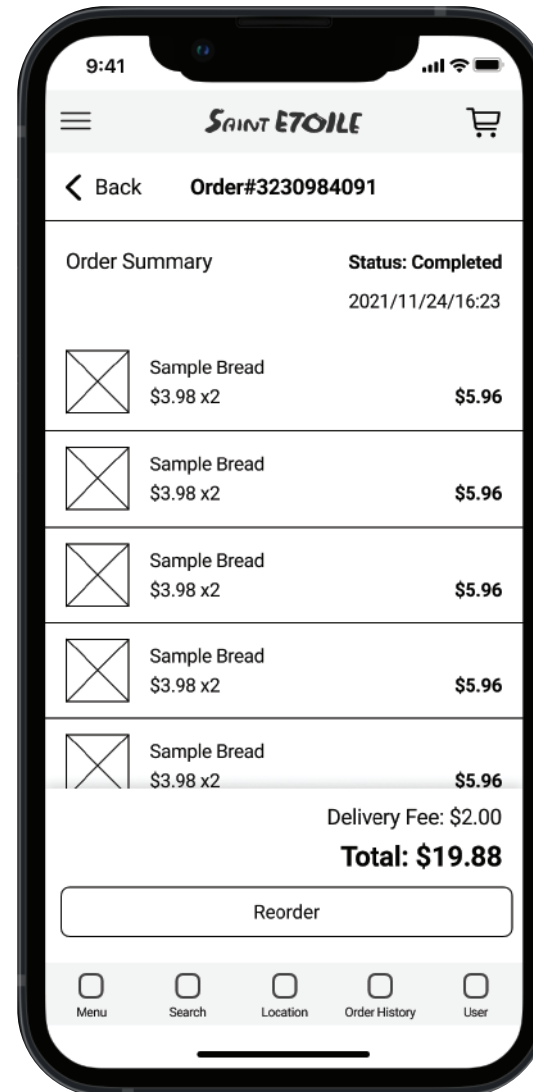 9:41
SAINT ETOILE
Back Order#3230984091
Order Summary Status: Completed
2021/11/24/16:23
Sample Bread
$3.98 x2 $5.96
Sample Bread
$3.98 x2 $5.96
Sample Bread
$3.98 x2 $5.96
Sample Bread
$3.98 x2 $5.96
Sample Bread
$3.98 x2 $5.96
Delivery Fee: $2.00
Total: $19.88
Reorder
Menu Search Location Order History User